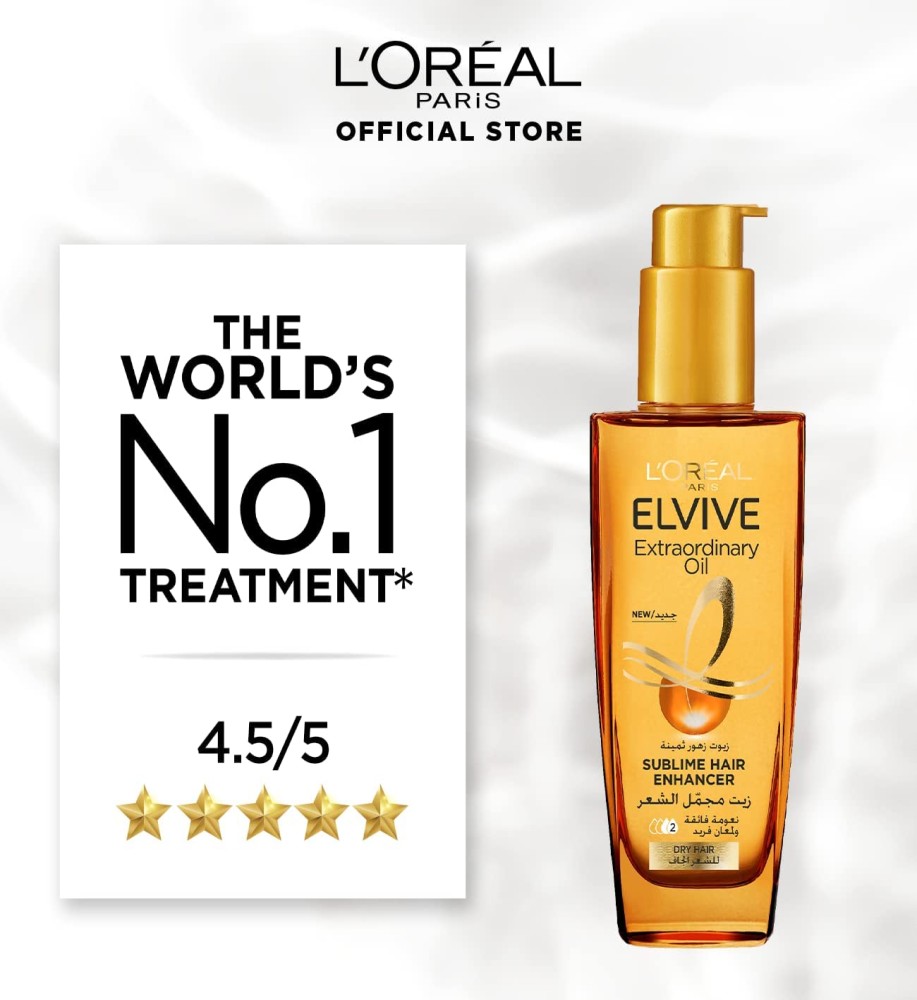 L'ORÉAL
PARiS
OFFICIAL STORE
THE
WORLD'S
No.1
TREATMENT*
4.5/5
L'ORÉAL
PARIS
ELVIVE
Extraordinary
Oil
NEW/جديد
زيوت زهور ثمينة
SUBLIME HAIR
ENHANCER
زيت مجمّل الشعر
نعومة فائقة
ولمعان فريد
2
DRY HAIR
للشعر الجاف